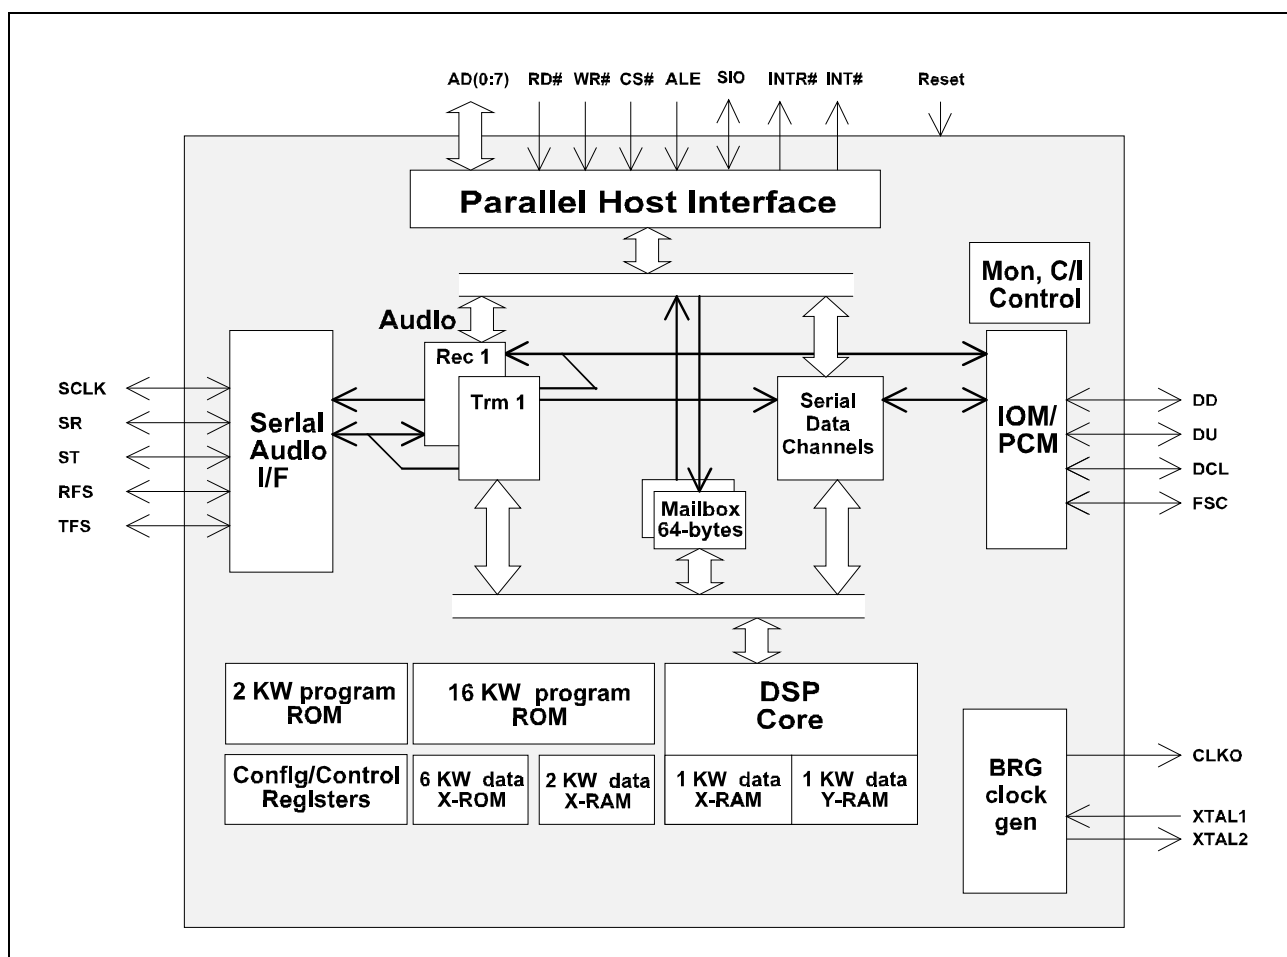 AD(0:7) RD# WR# CS# ALE SIO INTR# INT# Reset
Parallel Host Interface
Mon, C/I
Control
Audio
Rec 1
Trm 1
Serial
Data
Channels
IOM/
PCM
Serial
Audio
I/F
SCLK
SR
ST
RFS
TFS
DD
DU
DCL
FSC
Mailbox
64-bytes
2 KW program
ROM
16 KW program
ROM
DSP
Core
Config/Control
Registers
6 KW data
X-ROM
2 KW data
X-RAM
1 KW data
X-RAM
1 KW data
Y-RAM
BRG
clock
gen
CLKO
XTAL1
XTAL2